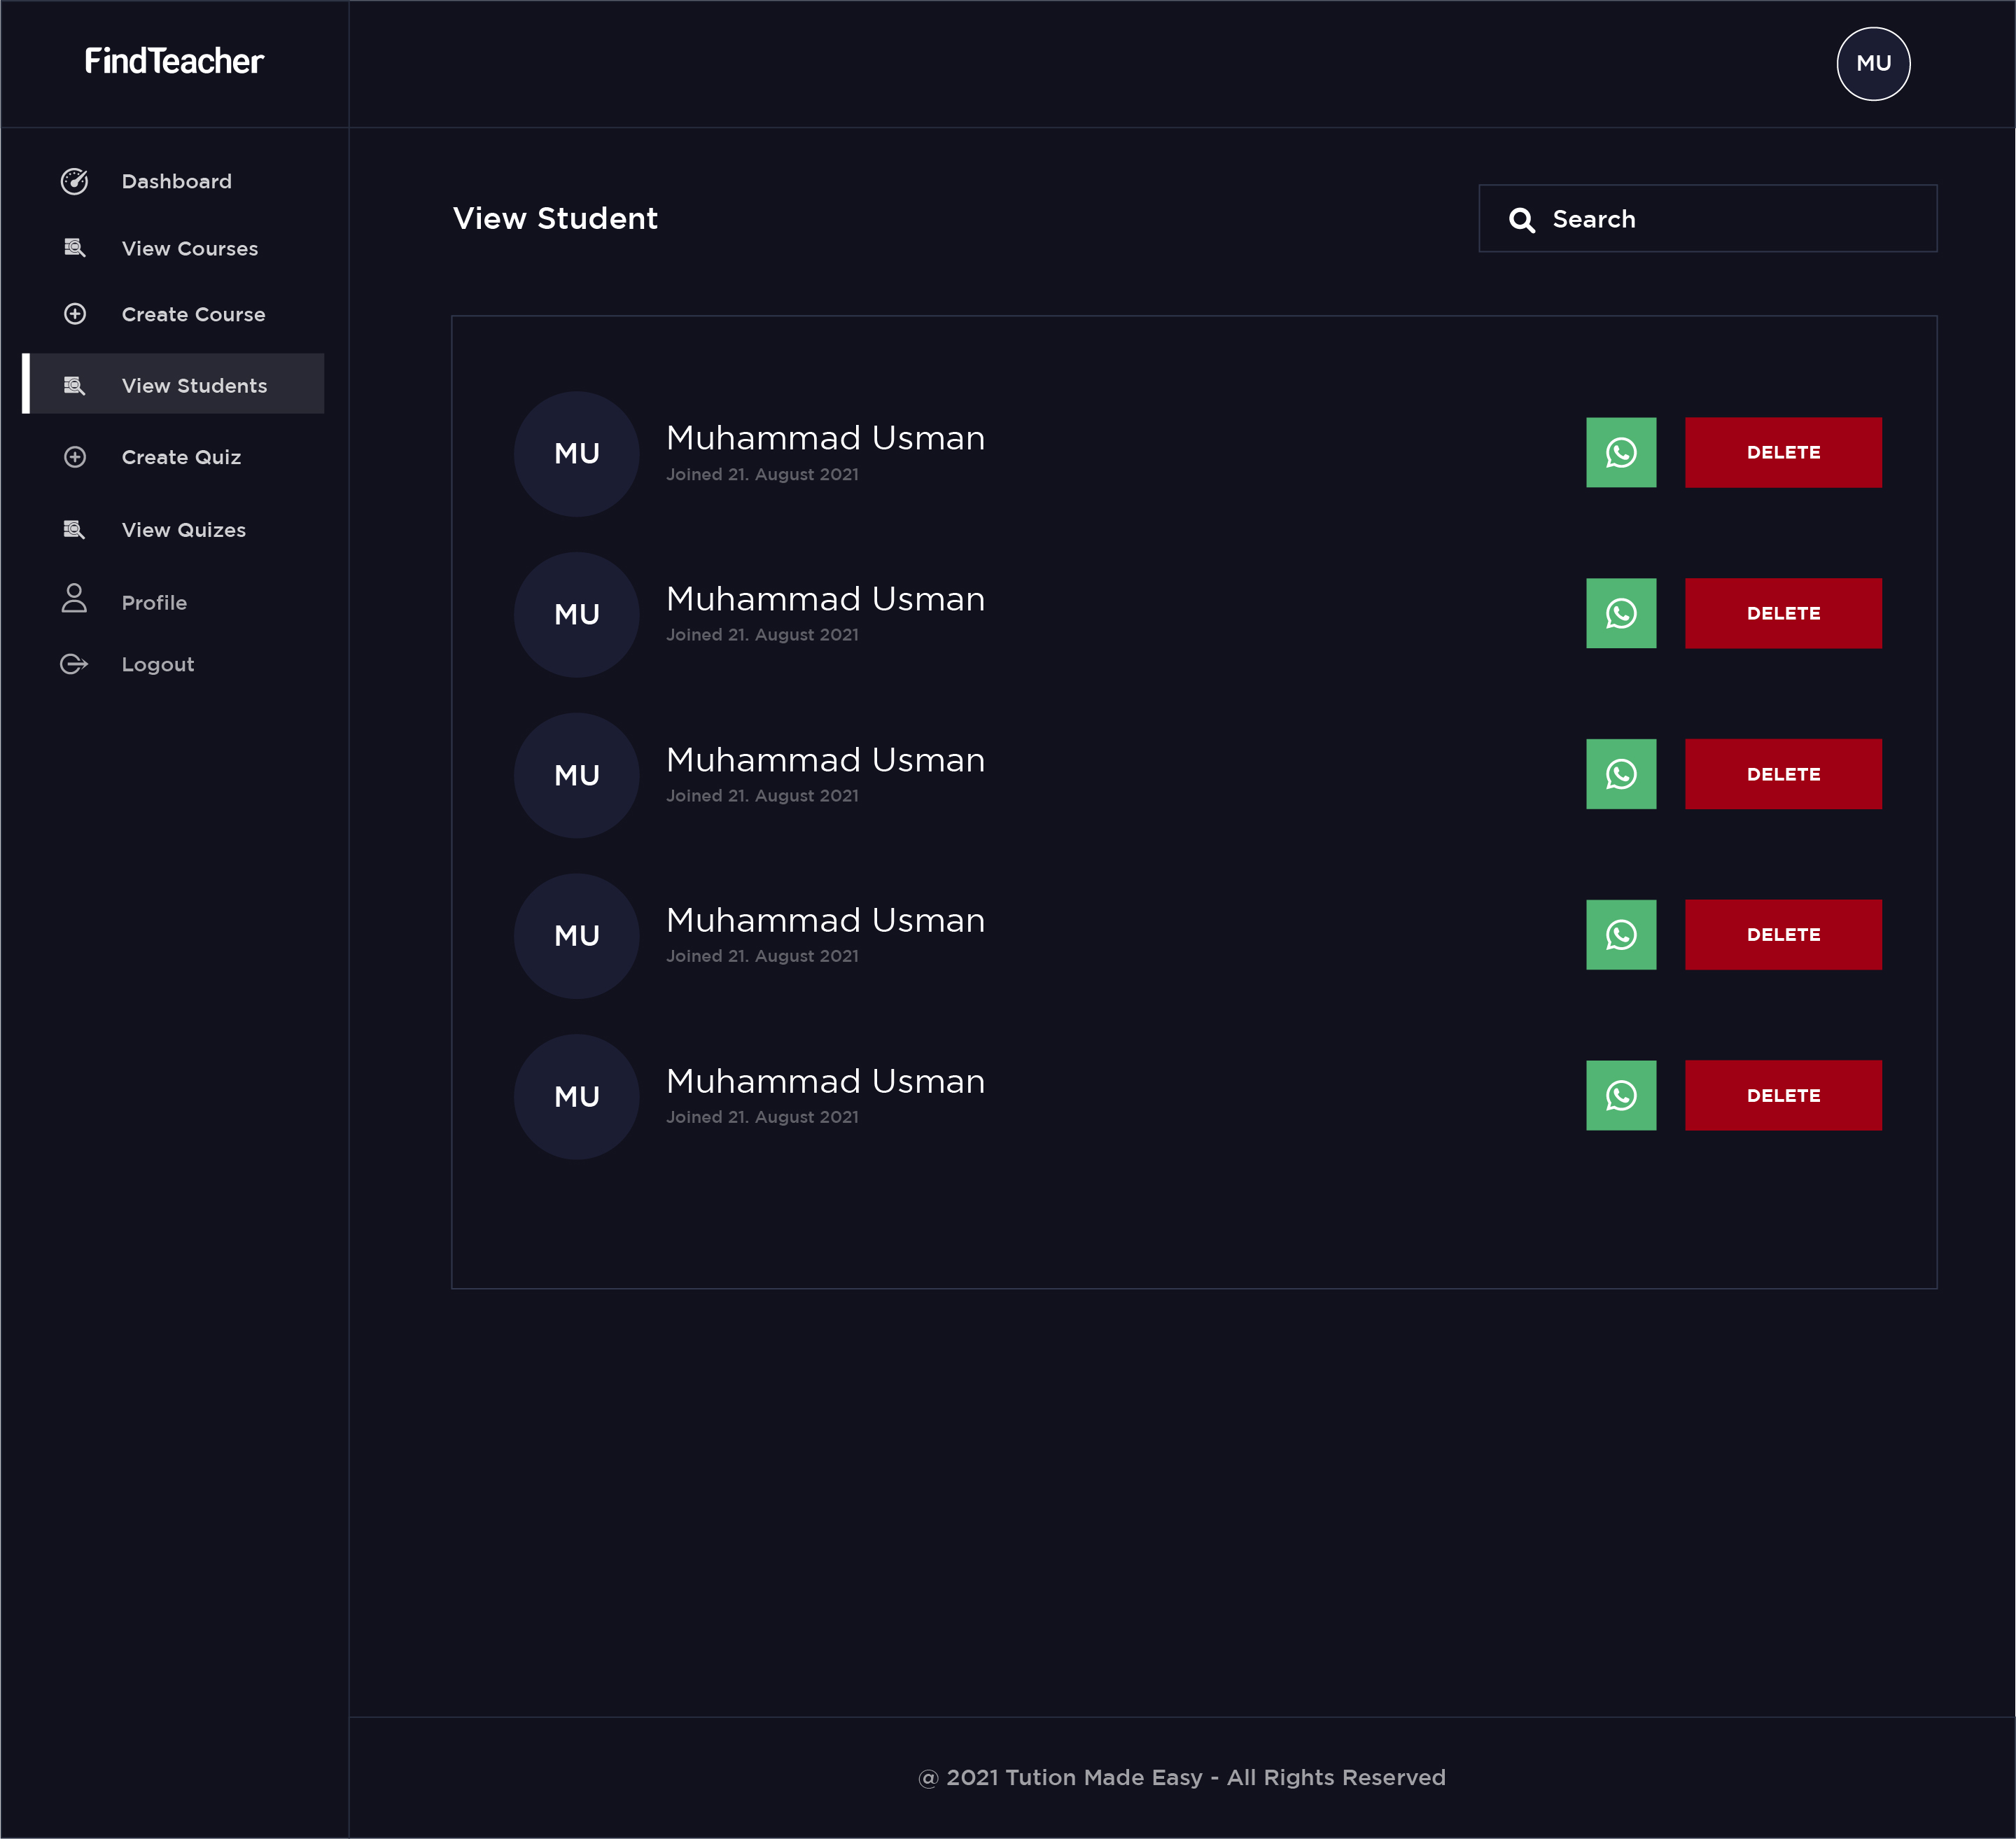 FindTeacher
MU
Dashboard
View Courses
Create Course
View Students
Create Quiz
View Quizes
Profile
Logout
View Student
Search
MU
Muhammad Usman
Joined 21. August 2021
DELETE
MU
Muhammad Usman
Joined 21. August 2021
DELETE
MU
Muhammad Usman
Joined 21. August 2021
DELETE
MU
Muhammad Usman
Joined 21. August 2021
DELETE
MU
Muhammad Usman
Joined 21. August 2021
DELETE
@ 2021 Tution Made Easy - All Rights Reserved